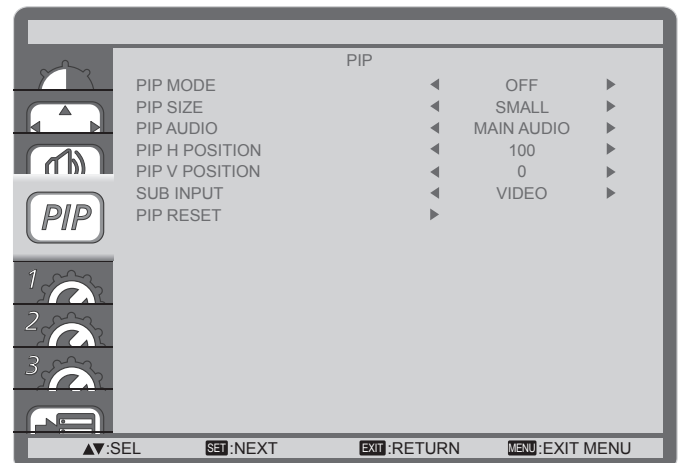 PIP
PIP MODE ◀ OFF ▶
PIP SIZE ◀ SMALL ▶
PIP AUDIO ◀ MAIN AUDIO ▶
PIP H POSITION ◀ 100 ▶
PIP V POSITION ◀ 0 ▶
SUB INPUT ◀ VIDEO ▶
PIP RESET ▶
PIP
1
2
3
▲▼:SEL SET:NEXT EXIT:RETURN MENU:EXIT MENU